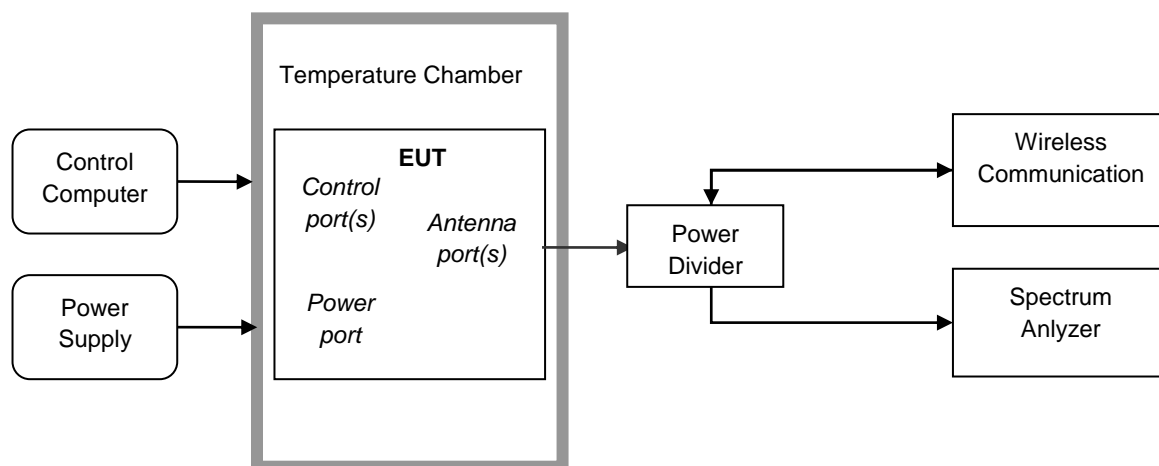 Temperature Chamber
Control
Computer
EUT
Control
port(s)
Antenna
port(s)
Power
port
Power
Supply
Power
Divider
Wireless
Communication
Spectrum
Anlyzer